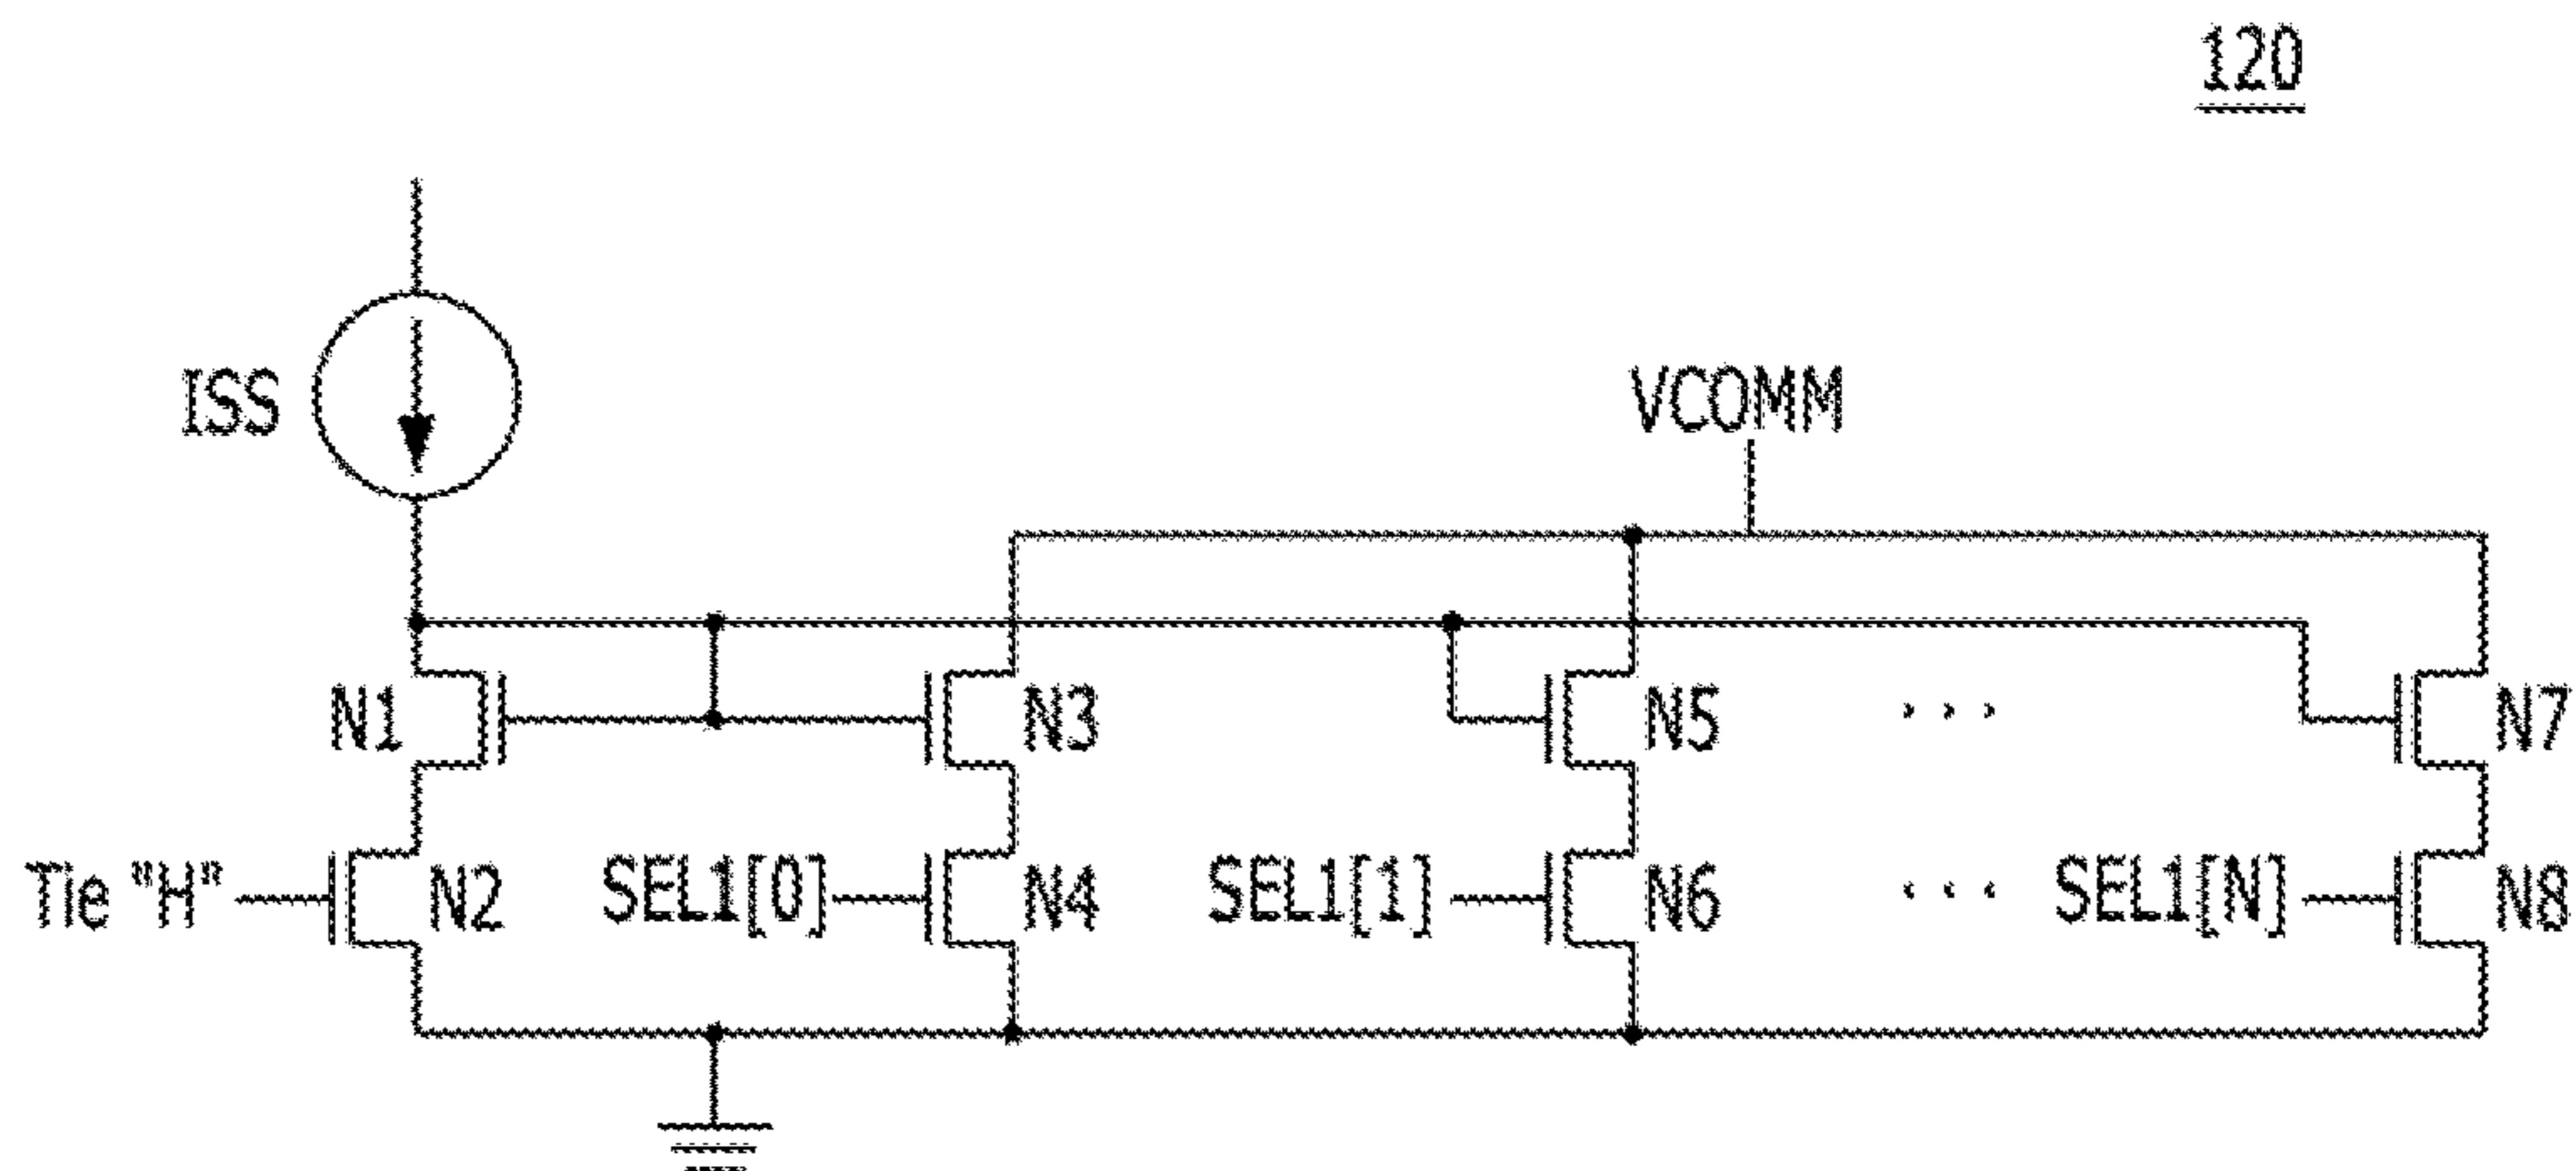 120
ISS
VCOMM
N1
N3
N5
N7
Tie "H"
N2
SEL1[0]
N4
SEL1[1]
N6
SEL1[N]
N8